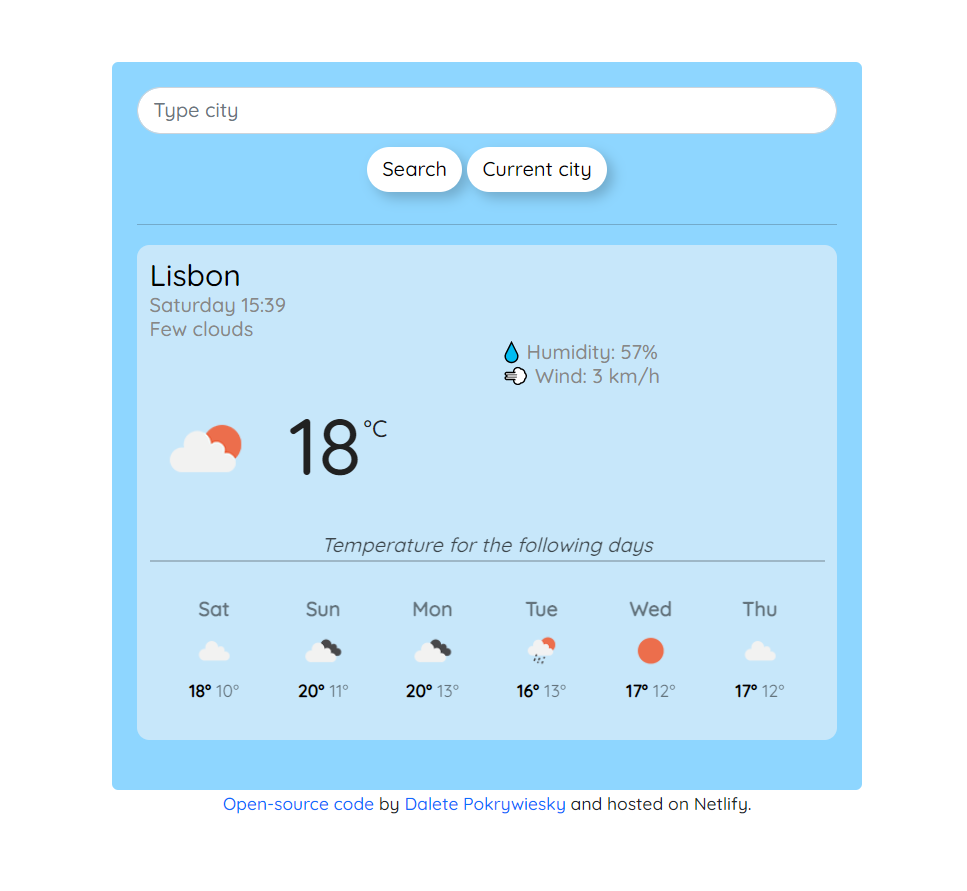 Type city
Search Current city
Lisbon
Saturday 15:39
Few clouds
Humidity: 57%
Wind: 3 km/h
18 °C
Temperature for the following days
Sat Sun Mon Tue Wed Thu
18° 10° 20° 11° 20° 13° 16° 13° 17° 12° 17° 12°
Open-source code by Dalete Pokrywiesky and hosted on Netlify.